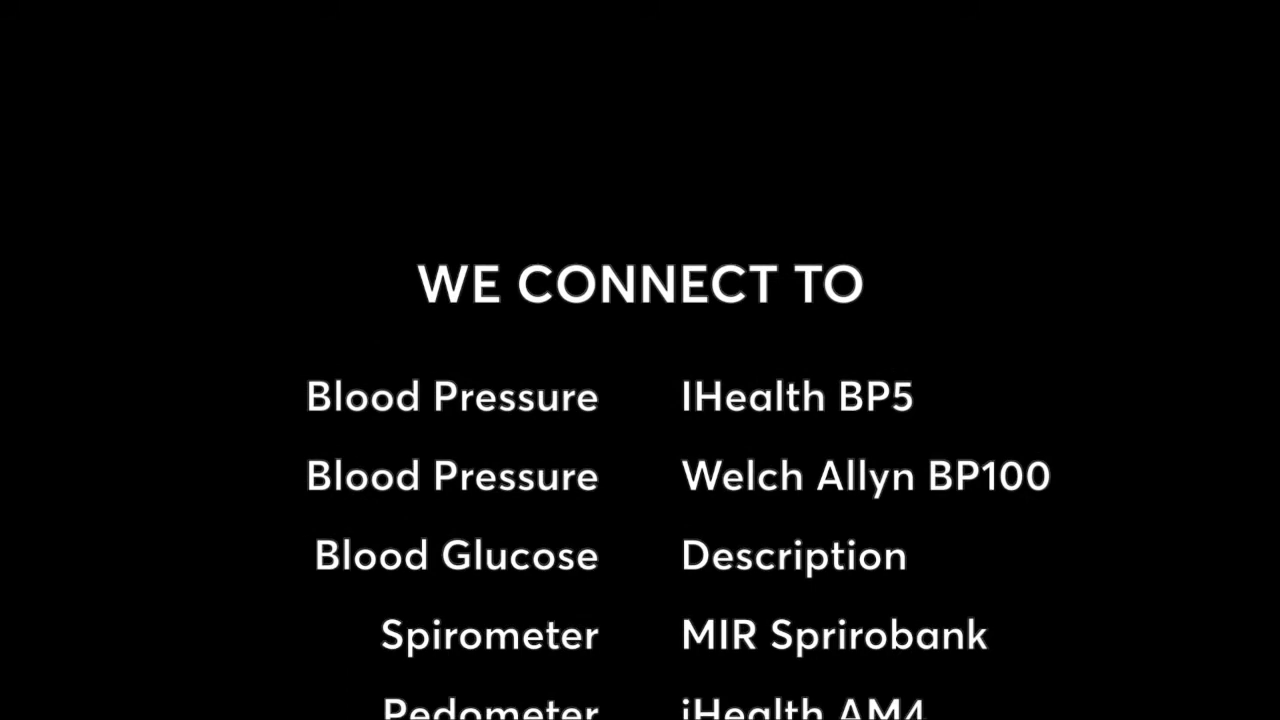 WE CONNECT TO
Blood Pressure IHealth BP5
Blood Pressure Welch Allyn BP100
Blood Glucose Description
Spirometer MIR Sprirobank
Pedometer iHealth AM4